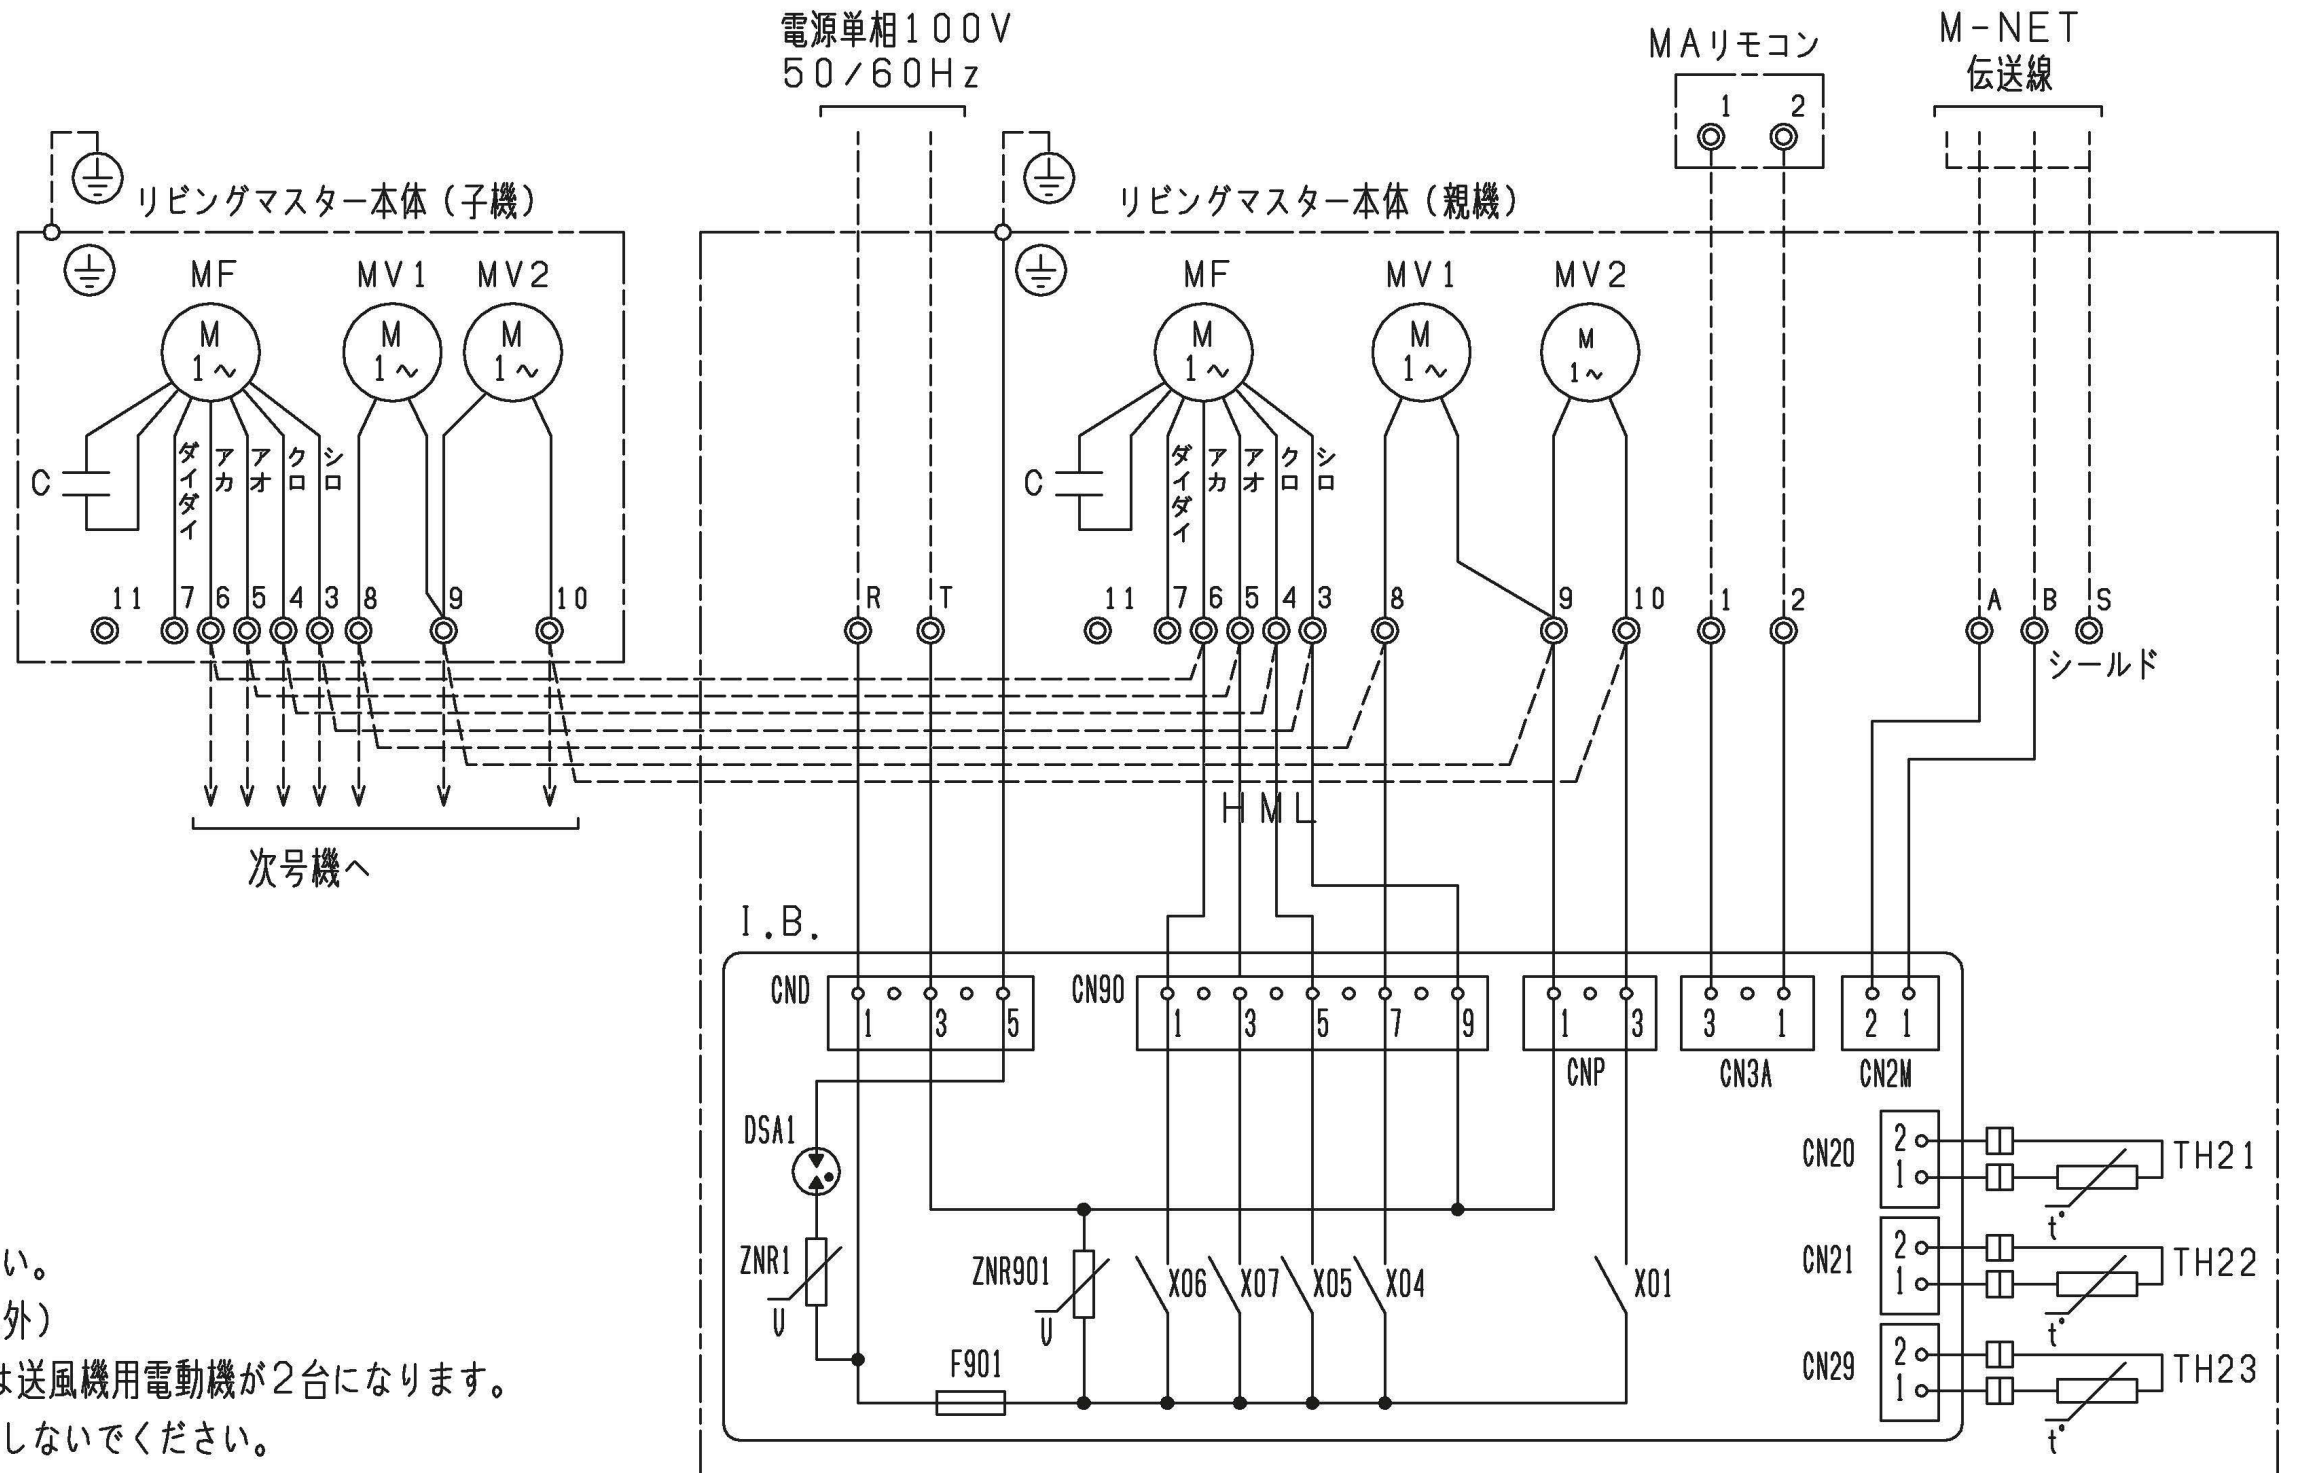 電源単相100V
50/60Hz
MAリモコン
1 2
M-NET
伝送線
リビングマスター本体(子機)
MF MV1 MV2
M 1~ M 1~ M 1~
C
ダイダイ アカ アオ クロ シロ
11 7 6 5 4 3 8 9 10
次号機へ
リビングマスター本体(親機)
MF MV1 MV2
M 1~ M 1~ M 1~
C
ダイダイ アカ アオ クロ シロ
R T 11 7 6 5 4 3 8 9 10 1 2 A B S
シールド
H M L
I.B.
CND 1 3 5
CN90 1 3 5 7 9
1 3
CNP
3 1
CN3A
2 1
CN2M
DSA1
ZNR1
U
ZNR901
U
X06 X07 X05 X04 X01
F901
CN20 2 1 TH21
t°
CN21 2 1 TH22
t°
CN29 2 1 TH23
t°
い。
外)
は送風機用電動機が2台になります。
しないでください。